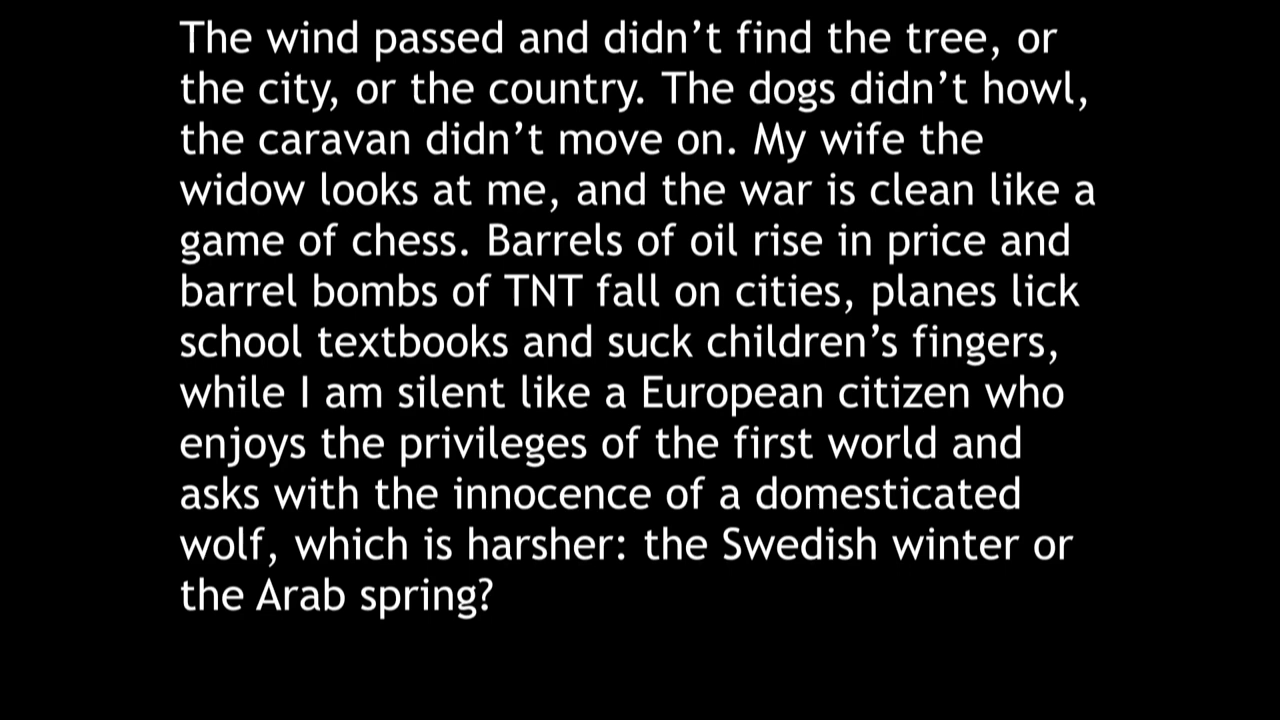 The wind passed and didn’t find the tree, or
the city, or the country. The dogs didn’t howl,
the caravan didn’t move on. My wife the
widow looks at me, and the war is clean like a
game of chess. Barrels of oil rise in price and
barrel bombs of TNT fall on cities, planes lick
school textbooks and suck children’s fingers,
while I am silent like a European citizen who
enjoys the privileges of the first world and
asks with the innocence of a domesticated
wolf, which is harsher: the Swedish winter or
the Arab spring?